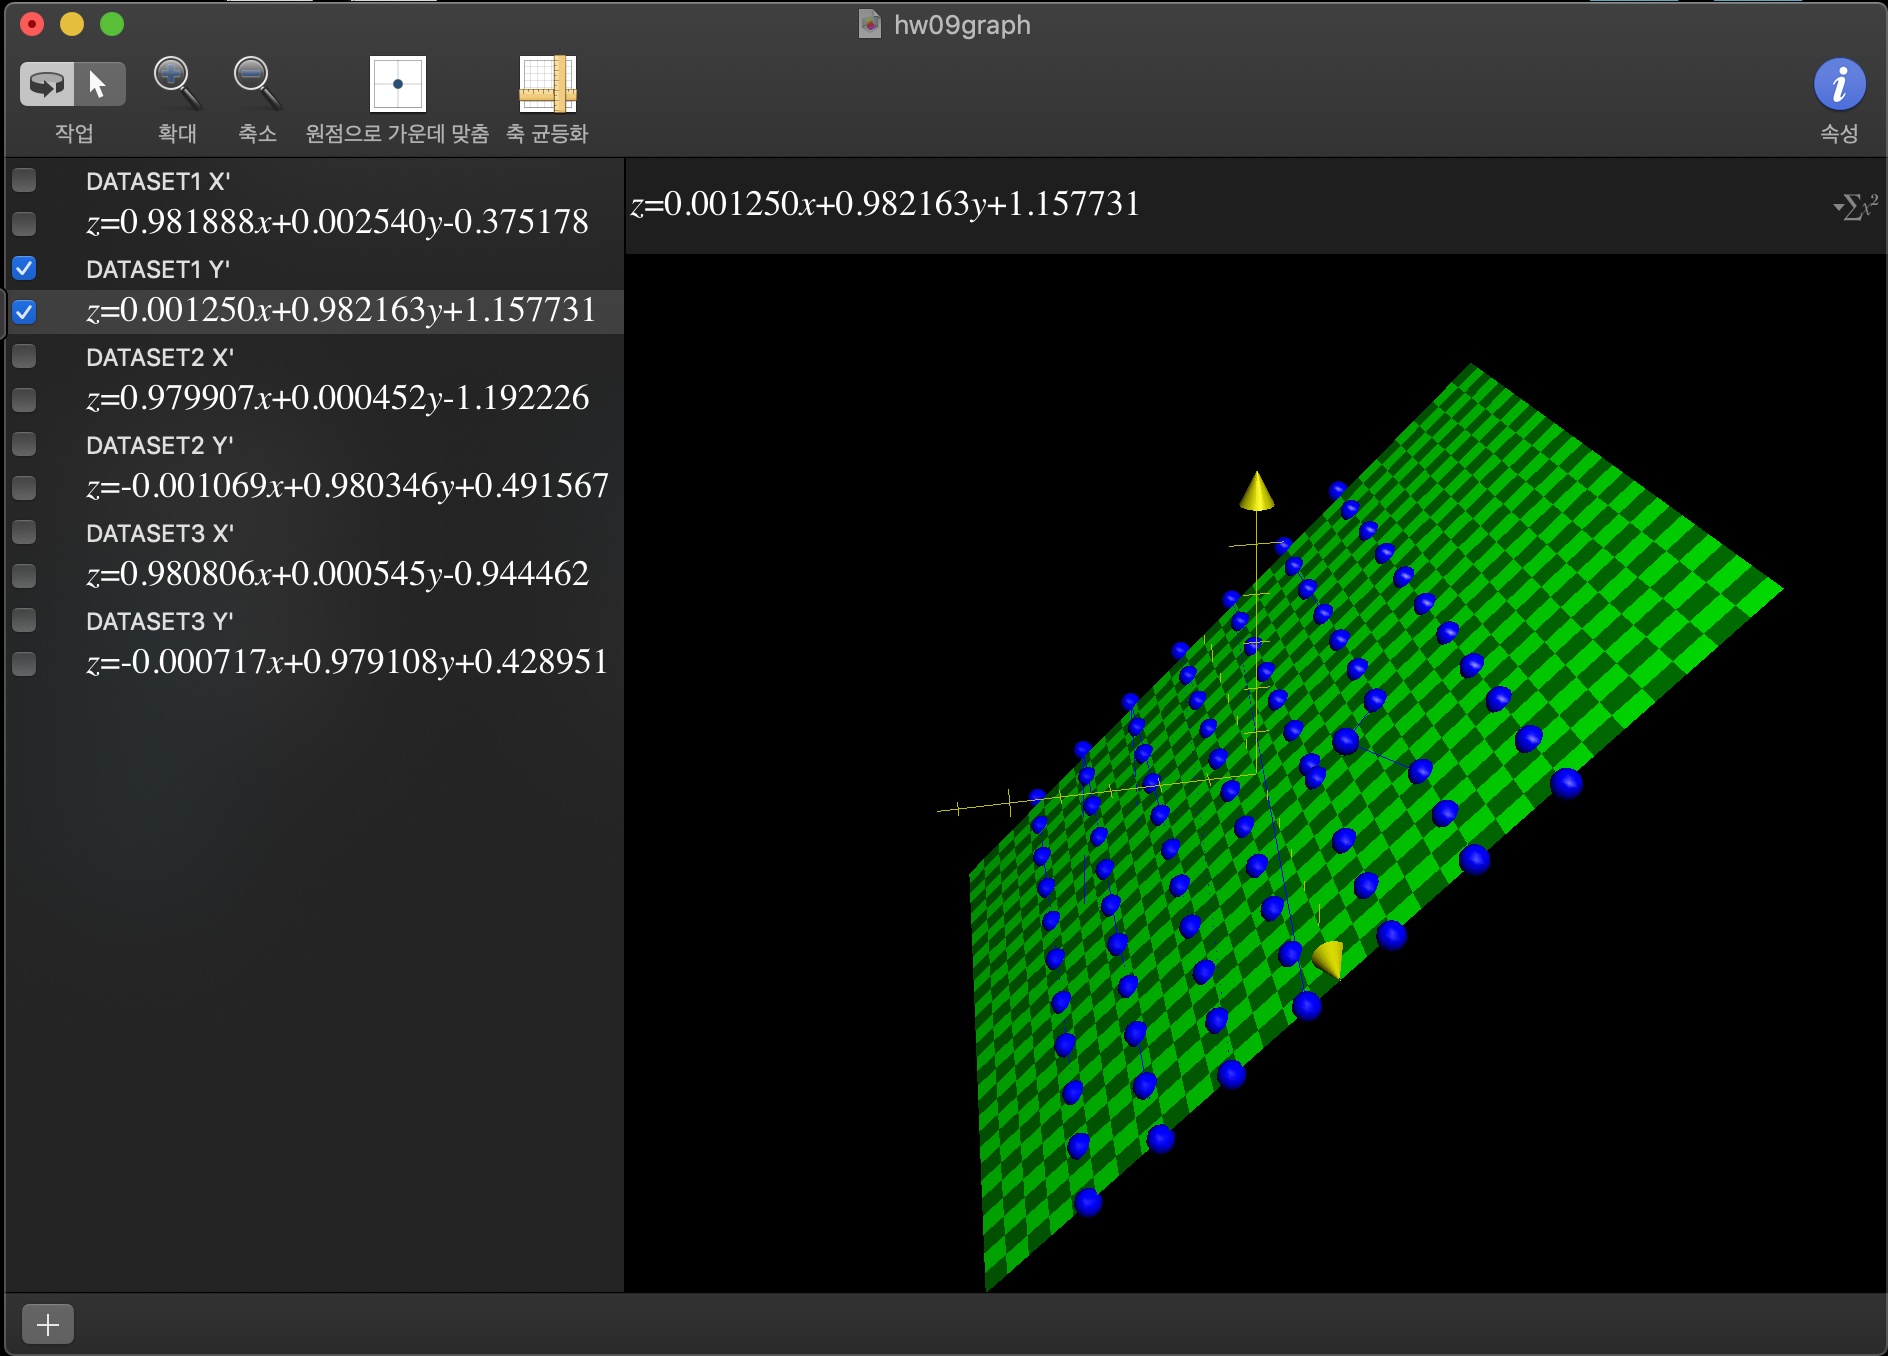 hw09graph
작업
확대
축소
원점으로 가운데 맞춤
축 균등화
속성
DATASET1 X'
z=0.981888x+0.002540y-0.375178
DATASET1 Y'
z=0.001250x+0.982163y+1.157731
DATASET2 X'
z=0.979907x+0.000452y-1.192226
DATASET2 Y'
z=-0.001069x+0.980346y+0.491567
DATASET3 X'
z=0.980806x+0.000545y-0.944462
DATASET3 Y'
z=-0.000717x+0.979108y+0.428951
z=0.001250x+0.982163y+1.157731
∑x²